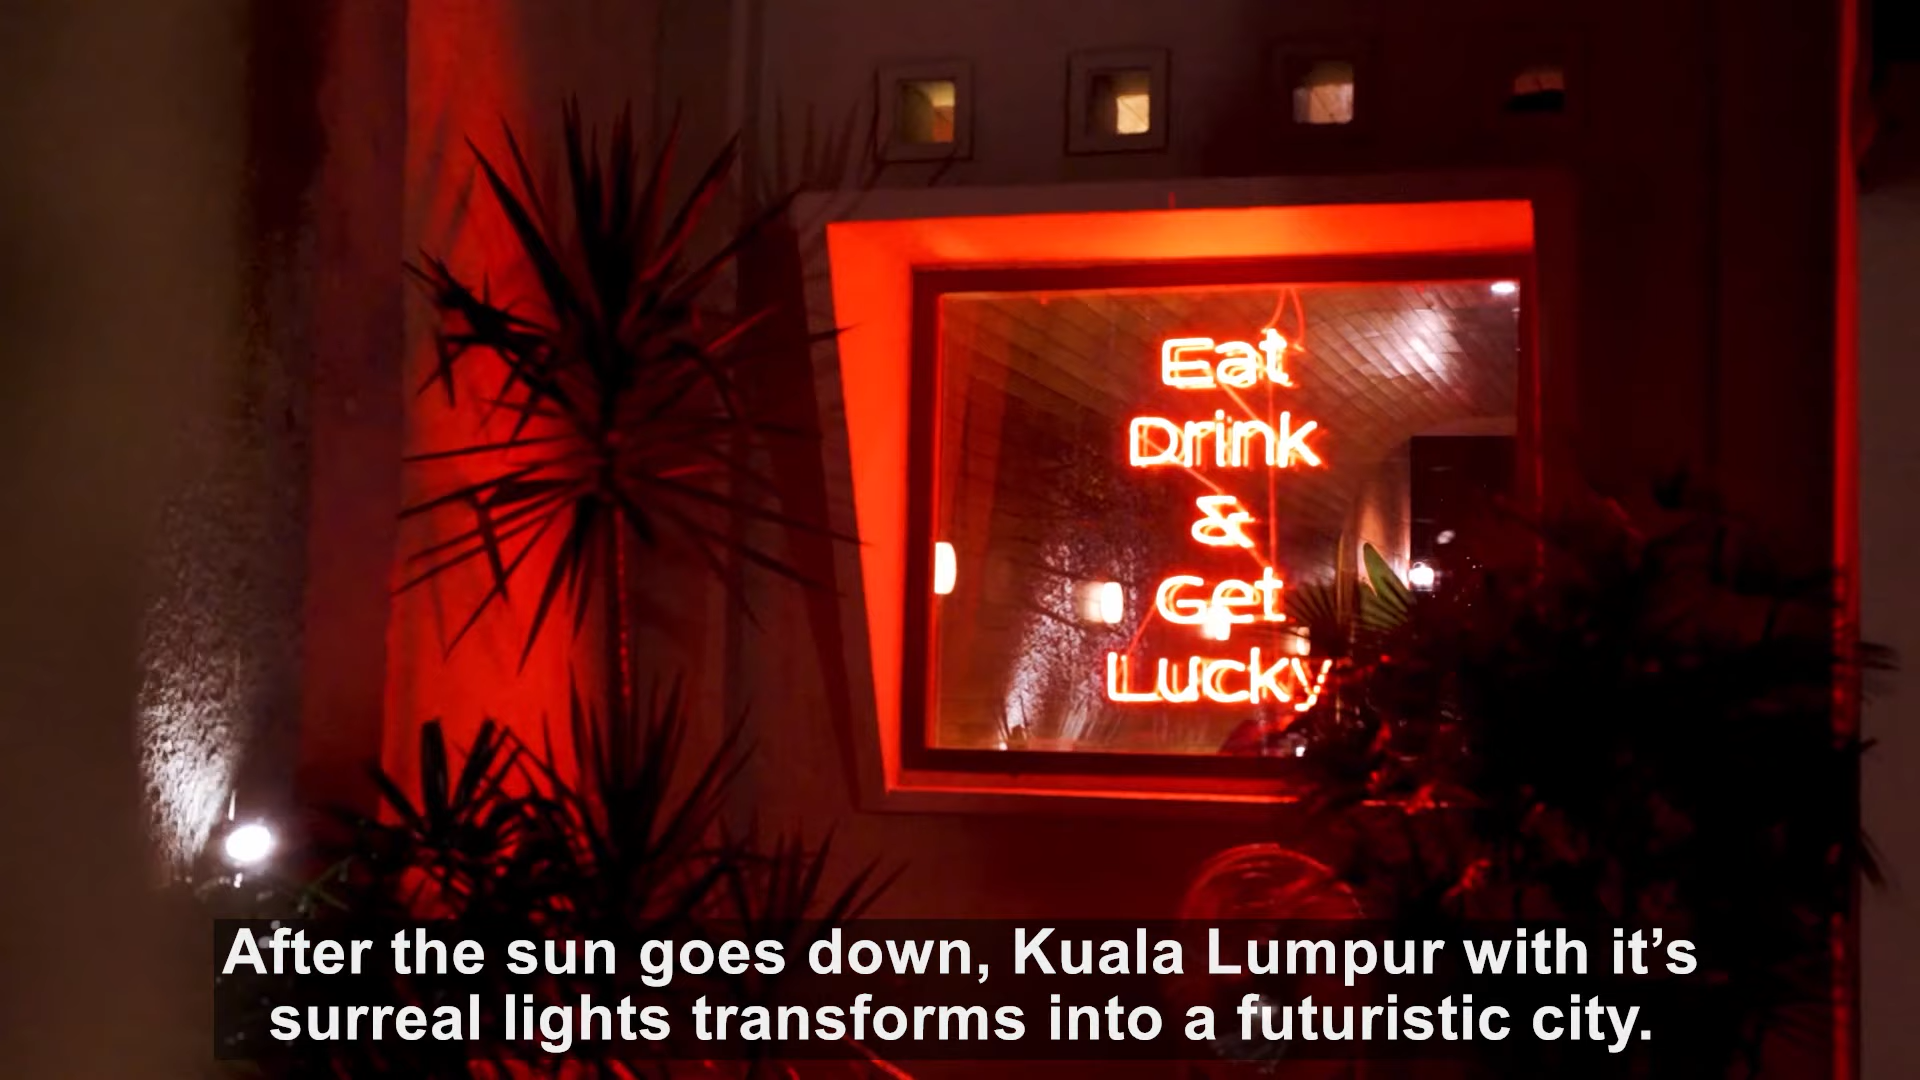 Eat
Drink
&
Get
Lucky
After the sun goes down, Kuala Lumpur with it’s
surreal lights transforms into a futuristic city.